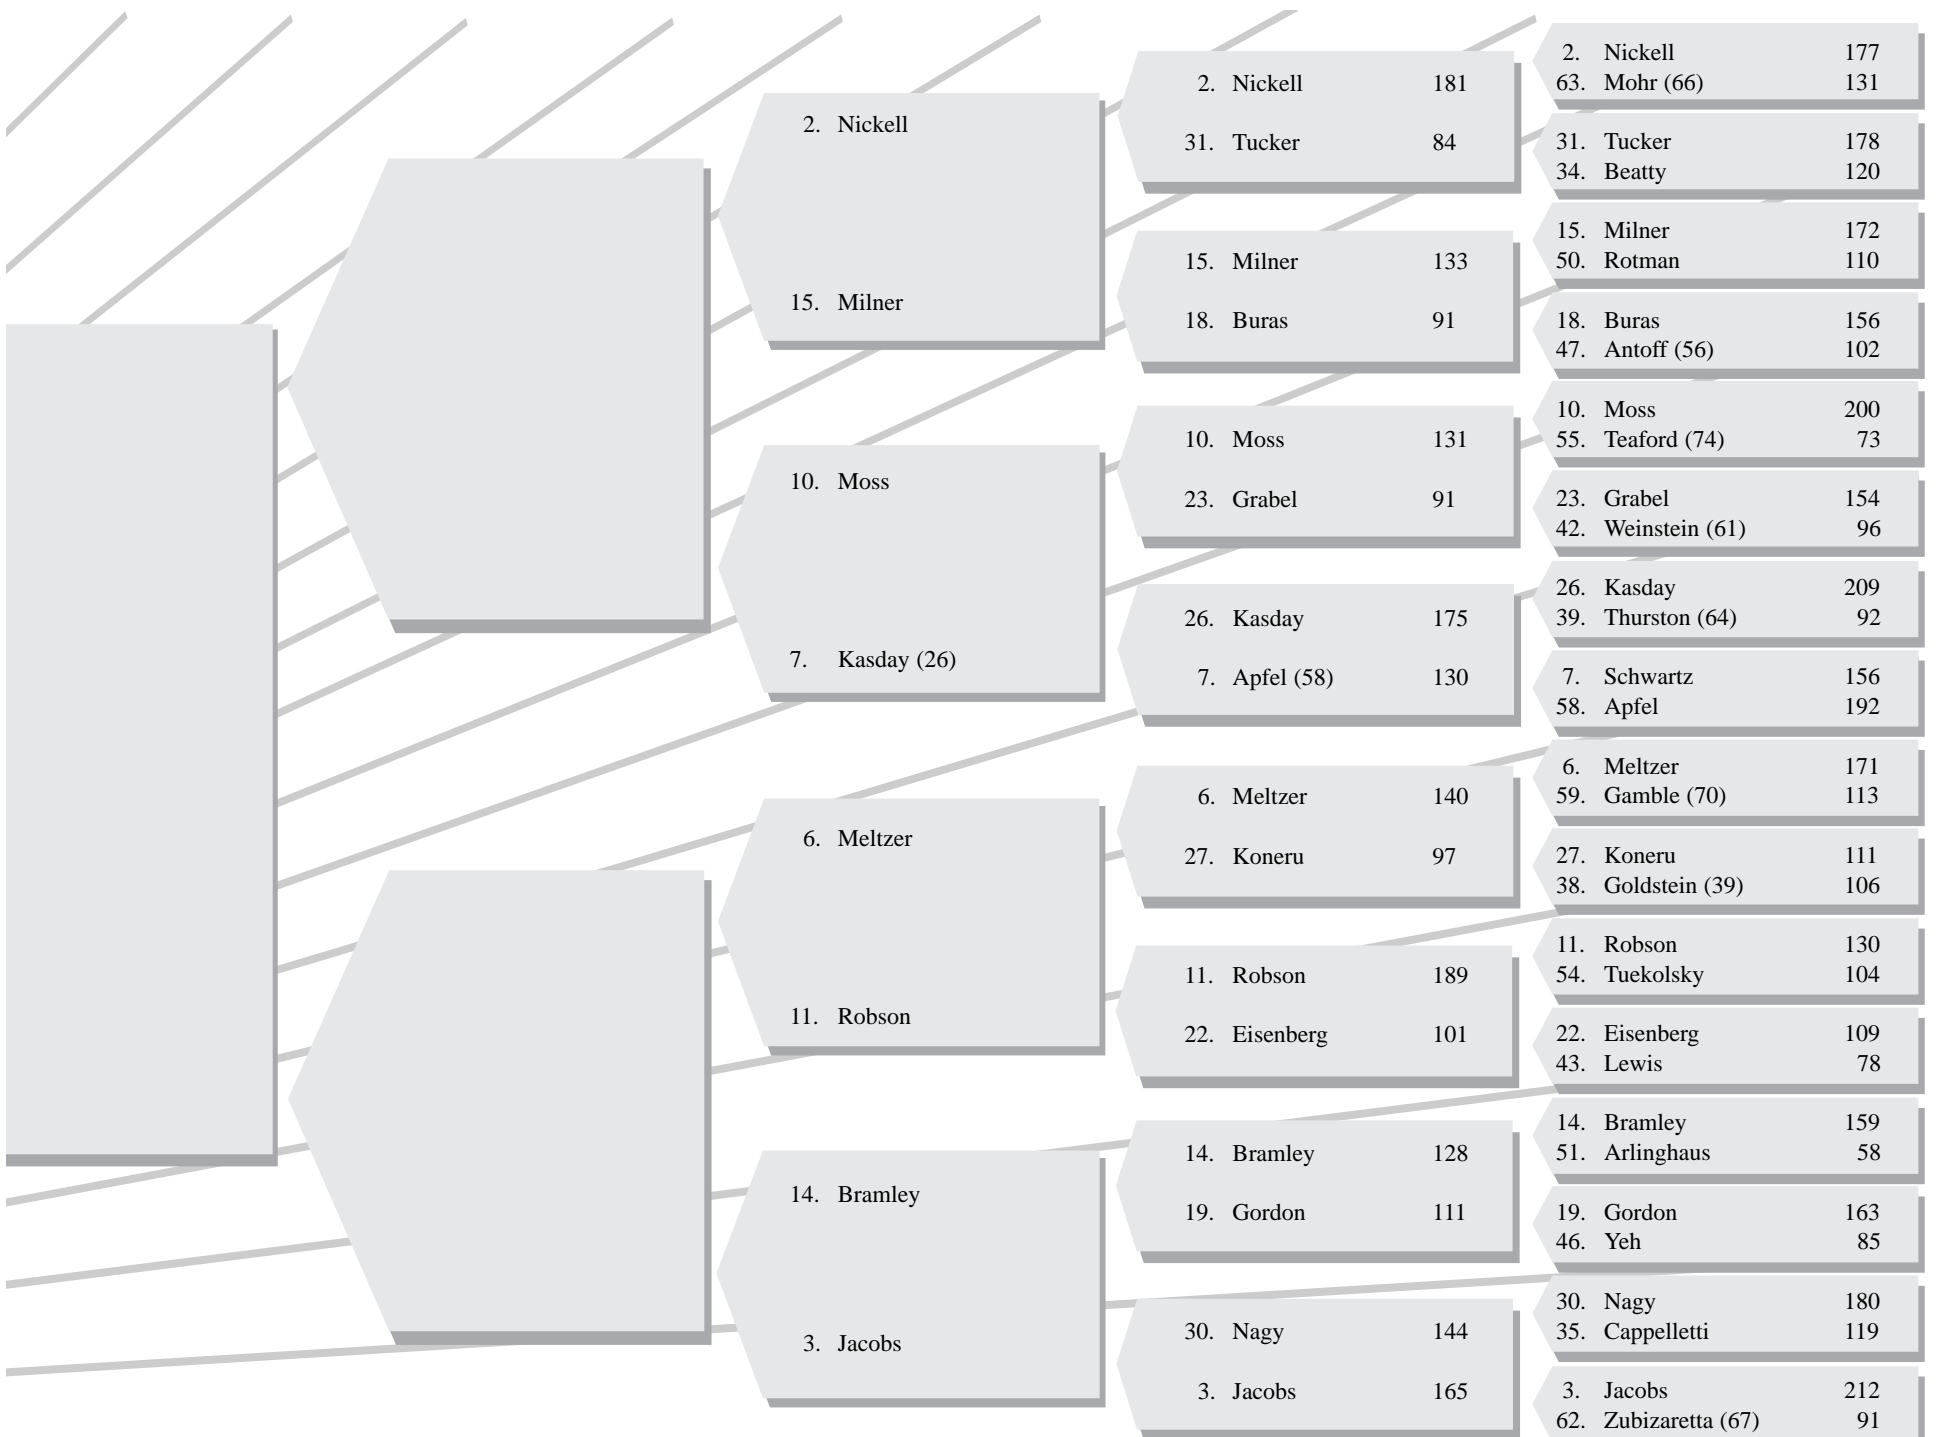 2. Nickell
15. Milner
10. Moss
7. Kasday (26)
6. Meltzer
11. Robson
14. Bramley
3. Jacobs
2. Nickell 181
31. Tucker 84
15. Milner 133
18. Buras 91
10. Moss 131
23. Grabel 91
26. Kasday 175
7. Apfel (58) 130
6. Meltzer 140
27. Koneru 97
11. Robson 189
22. Eisenberg 101
14. Bramley 128
19. Gordon 111
30. Nagy 144
3. Jacobs 165
2. Nickell 177
63. Mohr (66) 131
31. Tucker 178
34. Beatty 120
15. Milner 172
50. Rotman 110
18. Buras 156
47. Antoff (56) 102
10. Moss 200
55. Teaford (74) 73
23. Grabel 154
42. Weinstein (61) 96
26. Kasday 209
39. Thurston (64) 92
7. Schwartz 156
58. Apfel 192
6. Meltzer 171
59. Gamble (70) 113
27. Koneru 111
38. Goldstein (39) 106
11. Robson 130
54. Tuekolsky 104
22. Eisenberg 109
43. Lewis 78
14. Bramley 159
51. Arlinghaus 58
19. Gordon 163
46. Yeh 85
30. Nagy 180
35. Cappelletti 119
3. Jacobs 212
62. Zubizaretta (67) 91